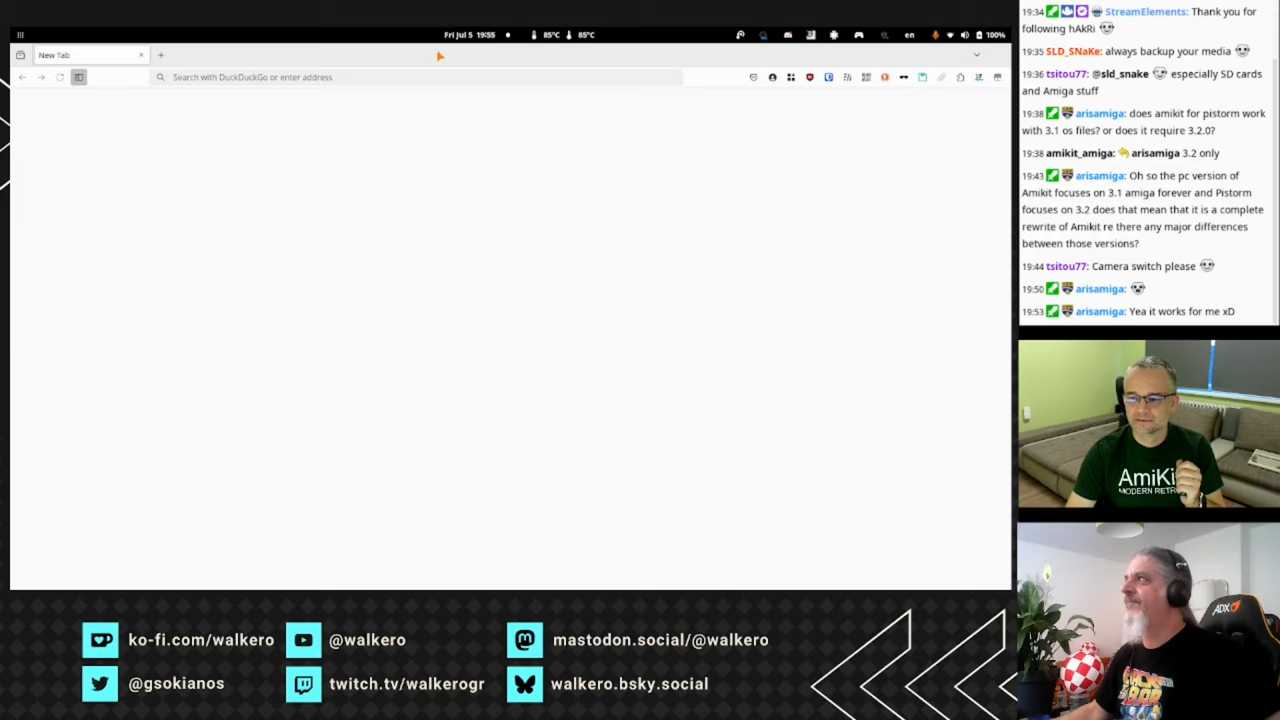 Fri Jul 5 19:55
85°C
85°C
en
100%
New Tab
Search with DuckDuckGo or enter address
19:34 StreamElements: Thank you for
following hAkRi
19:35 SLD_SNaKe: always backup your media
19:36 tsitou77: @sld_snake especially SD cards
and Amiga stuff
19:38 arisamiga: does amikit for pistorm work
with 3.1 os files? or does it require 3.2.0?
19:38 amikit_amiga: arisamiga 3.2 only
19:43 arisamiga: Oh so the pc version of
Amikit focuses on 3.1 amiga forever and Pistorm
focuses on 3.2 does that mean that it is a complete
rewrite of Amikit re there any major differences
between those versions?
19:44 tsitou77: Camera switch please
19:50 arisamiga:
19:53 arisamiga: Yea it works for me xD
AmiKi
MODERN RETR
ADX
ko-fi.com/walkero
@walkero
mastodon.social/@walkero
@gsokianos
twitch.tv/walkerogr
walkero.bsky.social